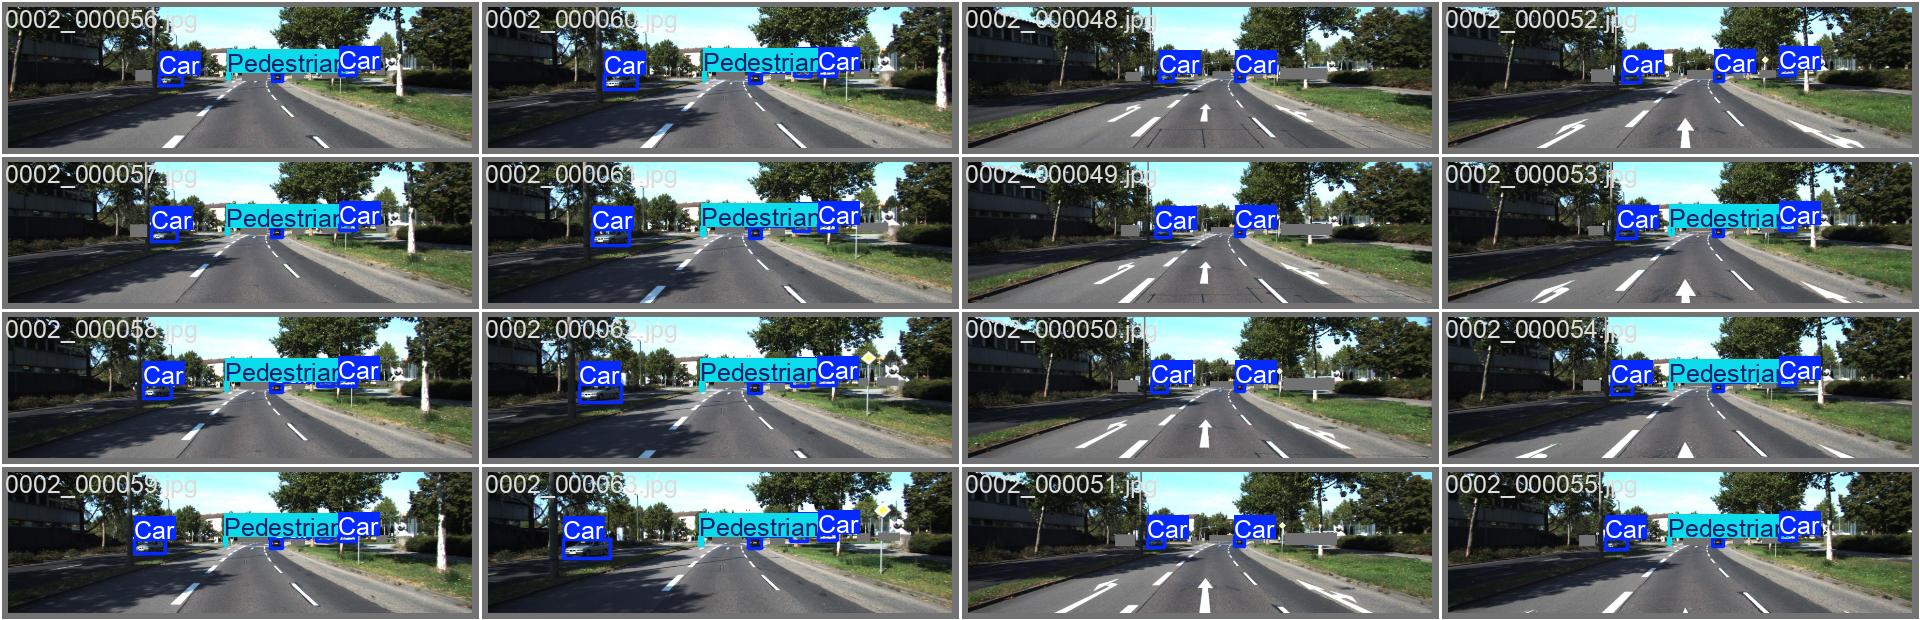 0002_000056.jpg
Car Pedestrian Car
0002_000060.jpg
Car Pedestrian Car
0002_000048.jpg
Car Car
0002_000052.jpg
Car Car Car
0002_000057.jpg
Car Pedestrian Car
0002_000061.jpg
Car Pedestrian Car
0002_000049.jpg
Car Car
0002_000053.jpg
Car Pedestrian Car
0002_000058.jpg
Car Pedestrian Car
0002_000062.jpg
Car Pedestrian Car
0002_000050.jpg
Car Car
0002_000054.jpg
Car Pedestrian Car
0002_000059.jpg
Car Pedestrian Car
0002_000063.jpg
Car Pedestrian Car
0002_000051.jpg
Car Car
0002_000055.jpg
Car Pedestrian Car